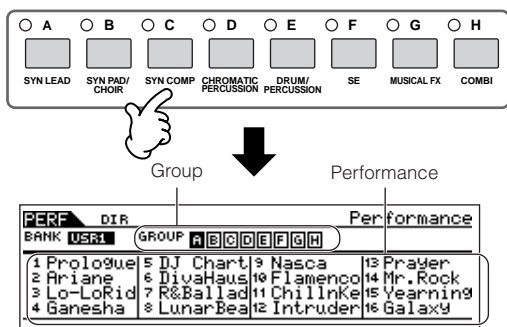 A B C D E F G H
SYN LEAD SYN PAD/ CHOIR SYN COMP CHROMATIC PERCUSSION DRUM/ PERCUSSION SE MUSICAL FX COMBI
Group Performance
PERF DIR Performance
BANK USR1 GROUP A B C D E F G H
1 Prologue 5 DJ Chart 9 Nasca 13 Prayer
2 Ariane 6 DivaHaus 10 Flamenco 14 Mr.Rock
3 Lo-LoRid 7 R&Ballad 11 ChillnKe 15 Yearning
4 Ganesha 8 LunarBea 12 Intruder 16 Galaxy